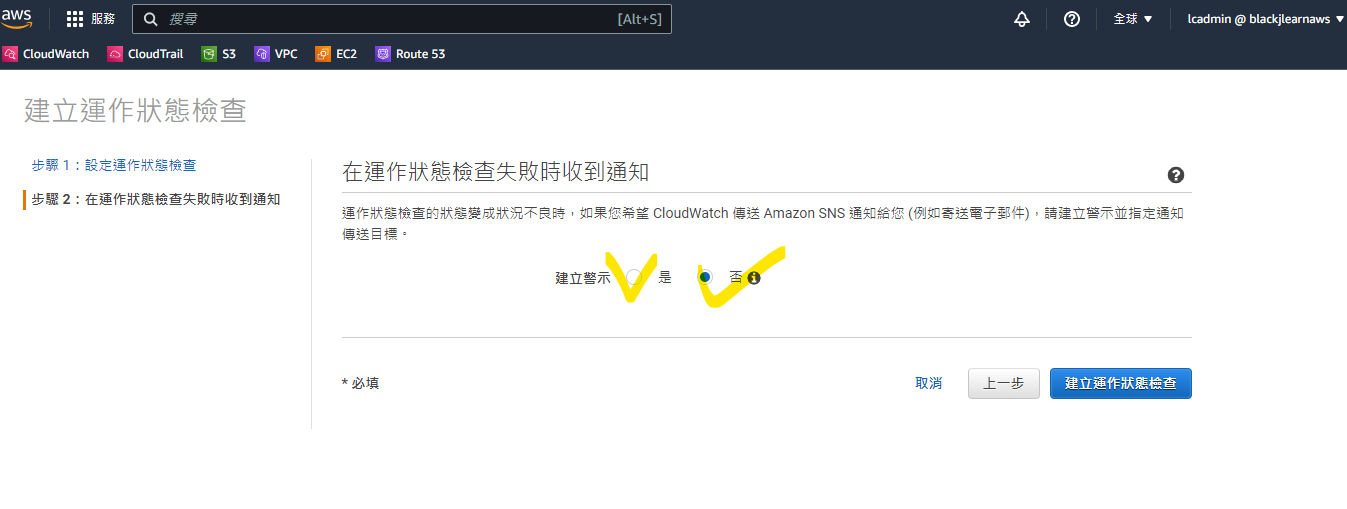 aws 服務 搜尋 [Alt+S] 全球 lcadmin @ blackjlearnaws
CloudWatch CloudTrail S3 VPC EC2 Route 53
建立運作狀態檢查
步驟 1：設定運作狀態檢查
步驟 2：在運作狀態檢查失敗時收到通知
在運作狀態檢查失敗時收到通知
運作狀態檢查的狀態變成狀況不良時，如果您希望 CloudWatch 傳送 Amazon SNS 通知給您 (例如寄送電子郵件)，請建立警示並指定通知
傳送目標。
建立警示 是 否
* 必填 取消 上一步 建立運作狀態檢查